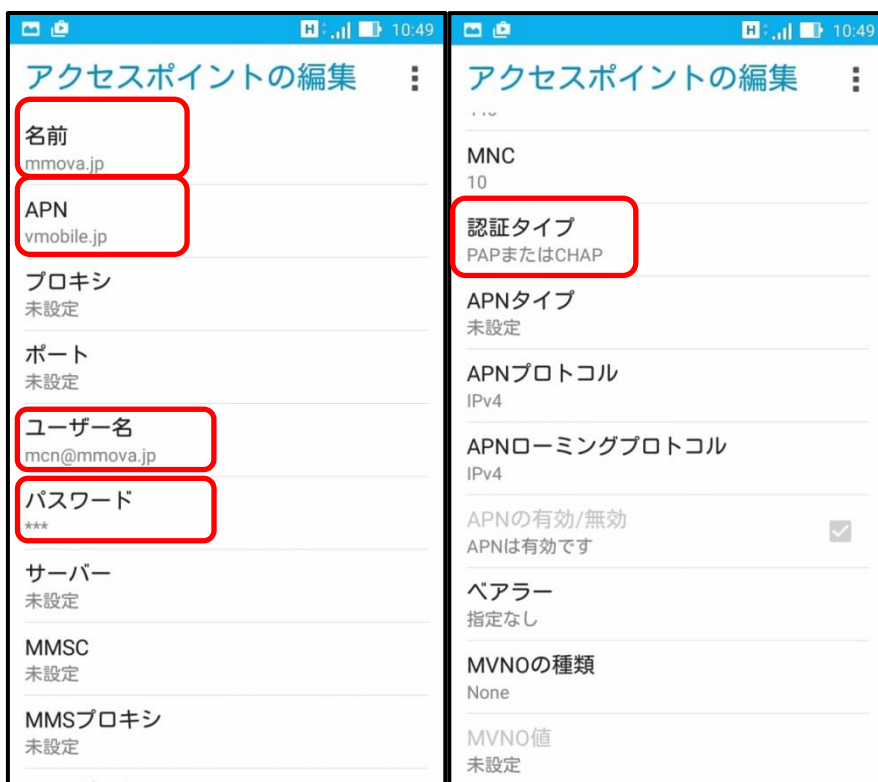 H 10:49
アクセスポイントの編集
名前
mmova.jp
APN
vmobile.jp
プロキシ
未設定
ポート
未設定
ユーザー名
mcn@mmova.jp
パスワード
***
サーバー
未設定
MMSC
未設定
MMSプロキシ
未設定
H 10:49
アクセスポイントの編集
MNC
10
認証タイプ
PAPまたはCHAP
APNタイプ
未設定
APNプロトコル
IPv4
APNローミングプロトコル
IPv4
APNの有効/無効
APNは有効です
ベアラー
指定なし
MVNOの種類
None
MVNO値
未設定